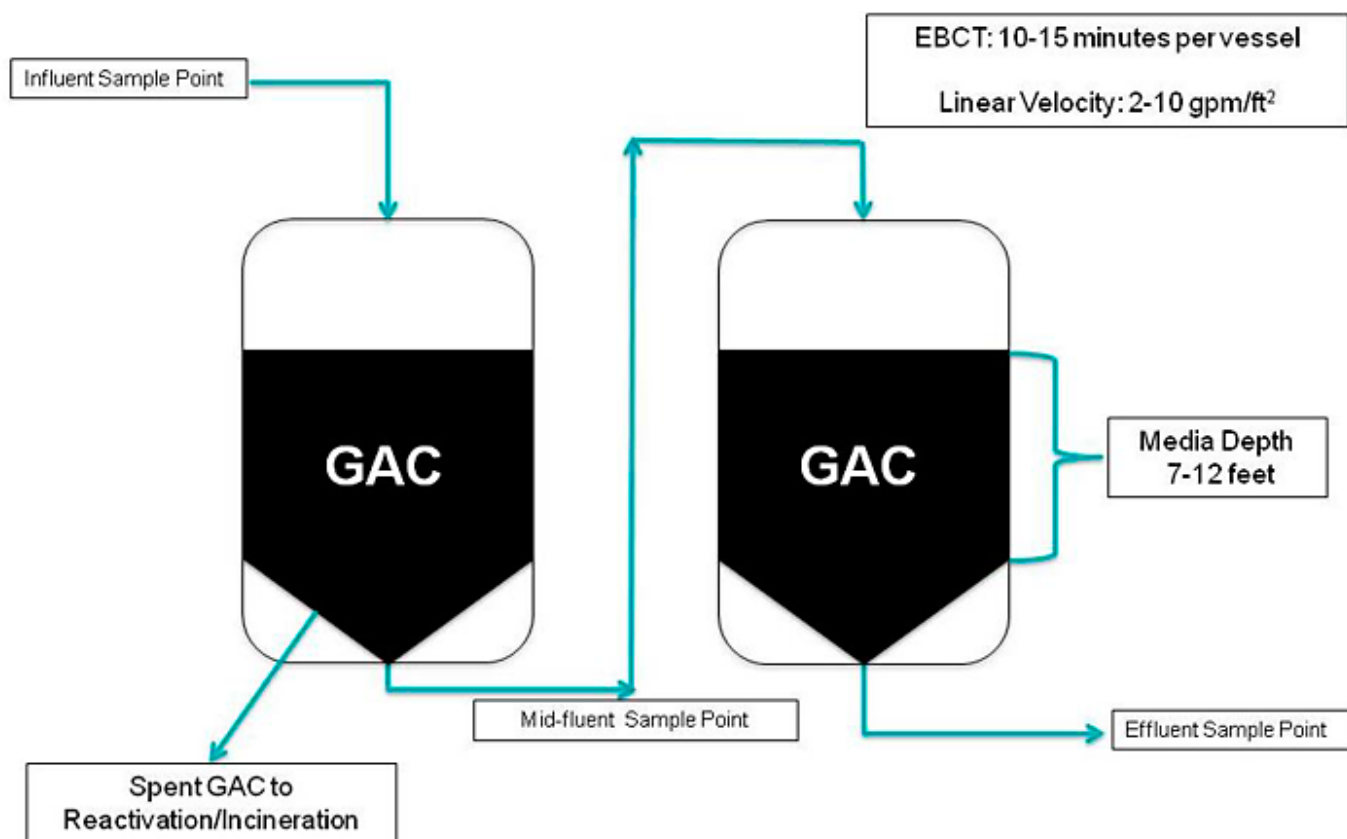 EBCT: 10-15 minutes per vessel
Linear Velocity: 2-10 gpm/ft²
Influent Sample Point
GAC
GAC
Media Depth
7-12 feet
Mid-fluent Sample Point
Effluent Sample Point
Spent GAC to
Reactivation/Incineration